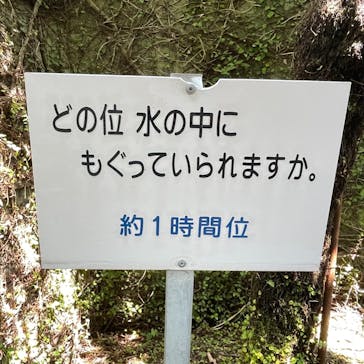 どの位 水の中に
もぐっていられますか。
約1時間位